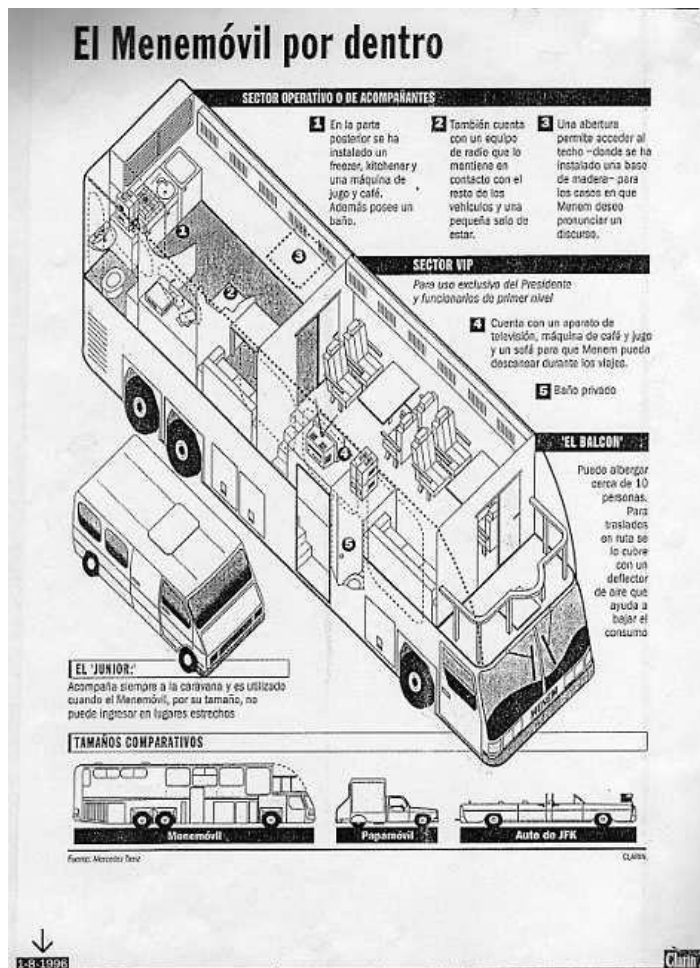 El Menemóvil por dentro
SECTOR OPERATIVO O DE ACOMPAÑANTES
1 En la parte
posterior se ha
instalado un
freezer, kitchener y
una máquina de
jugo y café.
Además posee un
baño.
2 También cuenta
con un equipo
de radio que lo
mantiene en
contacto con el
resto de los
vehículos y una
pequeña sala de
estar.
3 Una abertura
permite acceder al
techo –donde se ha
instalado una base
de madera– para
los casos en que
Menem desee
pronunciar un
discurso.
SECTOR VIP
Para uso exclusivo del Presidente
y funcionarios de primer nivel
4 Cuenta con un aparato de
televisión, máquina de café y jugo
y un sofá para que Menem pueda
descansar durante los viajes.
5 Baño privado
'EL BALCON'
Puede albergar
cerca de 10
personas.
Para
traslados
en ruta se
lo cubre
con un
deflector
de aire que
ayuda a
bajar el
consumo
1
2
3
4
5
MENEM
EL 'JUNIOR:'
Acompaña siempre a la caravana y es utilizado
cuando el Menemóvil, por su tamaño, no
puede ingresar en lugares estrechos
TAMAÑOS COMPARATIVOS
Menemóvil
Papamóvil
Auto de JFK
Fuente: Mercedes Benz
CLARIN
1-8-1996
Clarín